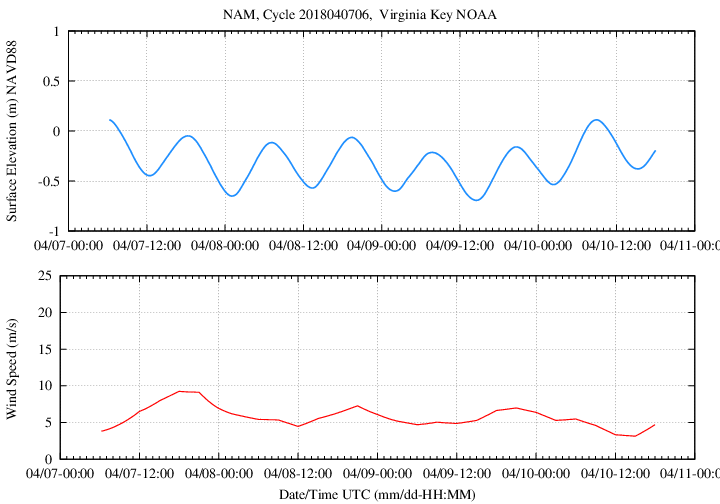 NAM, Cycle 2018040706,  Virginia Key NOAA
Surface Elevation (m) NAVD88
1
0.5
0
-0.5
-1
04/07-00:00 04/07-12:00 04/08-00:00 04/08-12:00 04/09-00:00 04/09-12:00 04/10-00:00 04/10-12:00 04/11-00:00
Wind Speed (m/s)
25
20
15
10
5
0
04/07-00:00 04/07-12:00 04/08-00:00 04/08-12:00 04/09-00:00 04/09-12:00 04/10-00:00 04/10-12:00 04/11-00:00
Date/Time UTC (mm/dd-HH:MM)